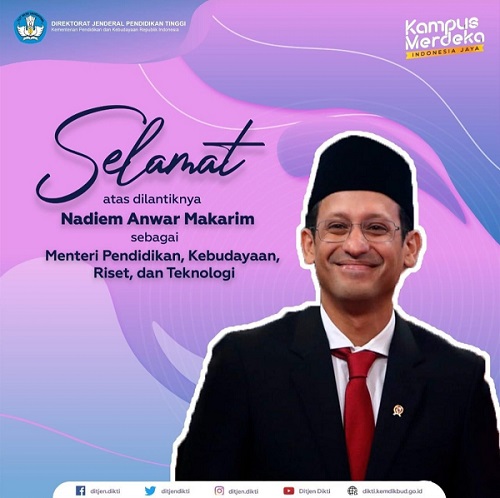 DIREKTORAT JENDERAL PENDIDIKAN TINGGI
Kementerian Pendidikan dan Kebudayaan Republik Indonesia
Kampus
Merdeka
INDONESIA JAYA
Selamat
atas dilantiknya
Nadiem Anwar Makarim
sebagai
Menteri Pendidikan, Kebudayaan,
Riset, dan Teknologi
ditjen.dikti
ditjendikti
ditjen.dikti
Ditjen Dikti
dikti.kemdikbud.go.id